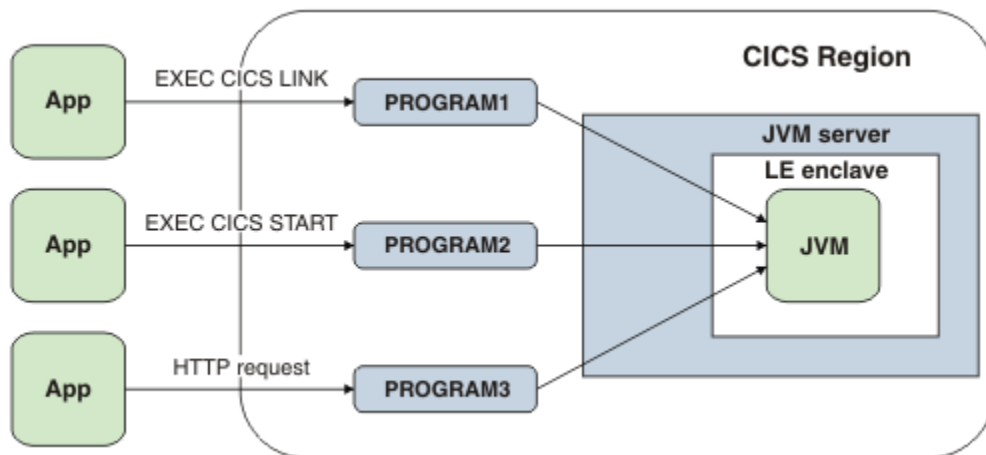 CICS Region
App
EXEC CICS LINK
PROGRAM1
JVM server
LE enclave
App
EXEC CICS START
PROGRAM2
JVM
App
HTTP request
PROGRAM3